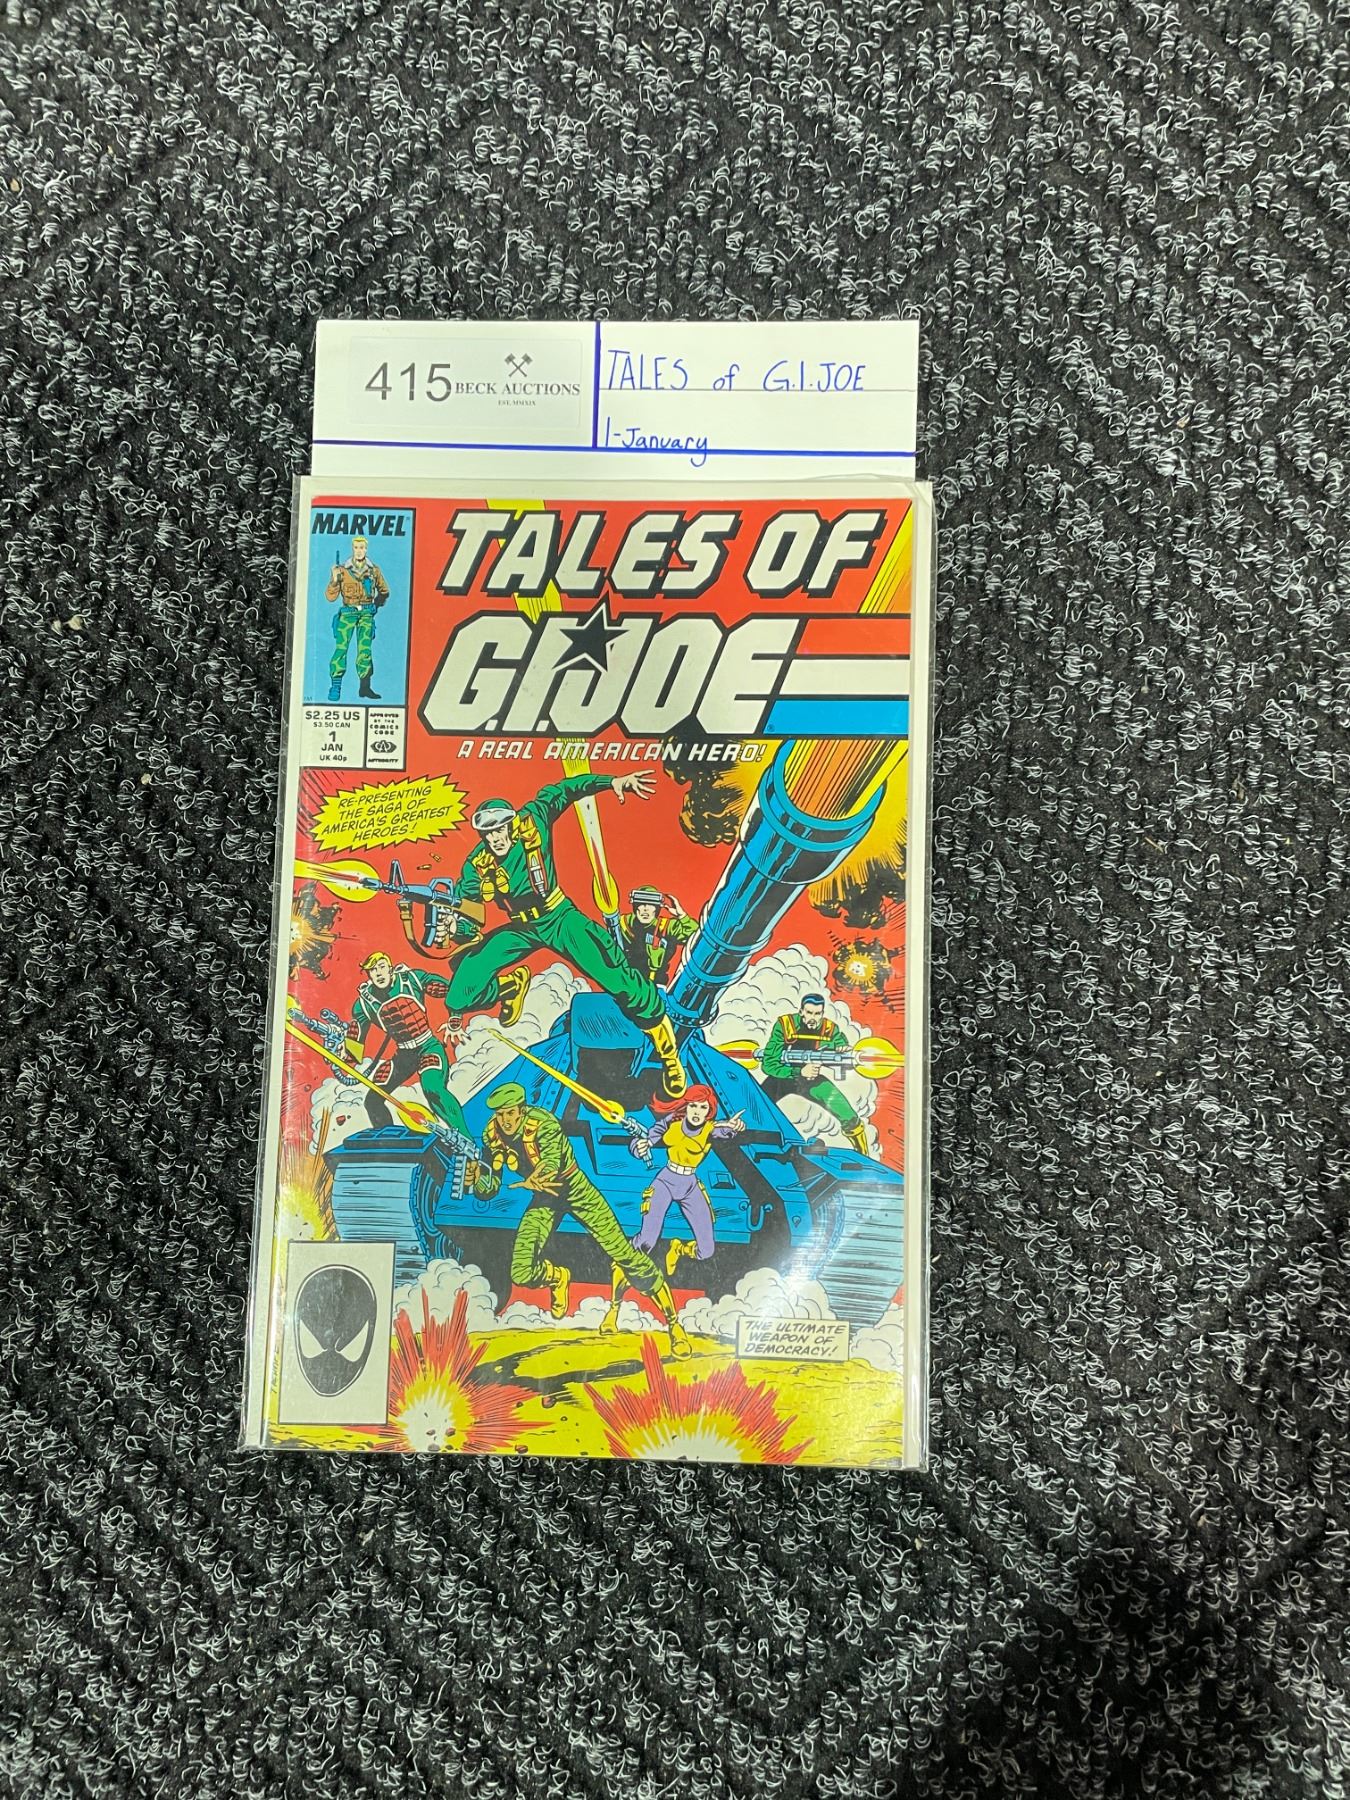 415
BECK AUCTIONS
EST. MMXIX
TALES of G.I.JOE
1-January
MARVEL
TM
$2.25 US
$3.50 CAN
1
JAN
UK 40p
APPROVED
BY THE
COMICS
CODE
CA
AUTHORITY
TALES OF
G.I.JOE
®
A REAL AMERICAN HERO!
RE-PRESENTING
THE SAGA OF
AMERICA'S GREATEST
HEROES!
THE ULTIMATE
WEAPON OF
DEMOCRACY!